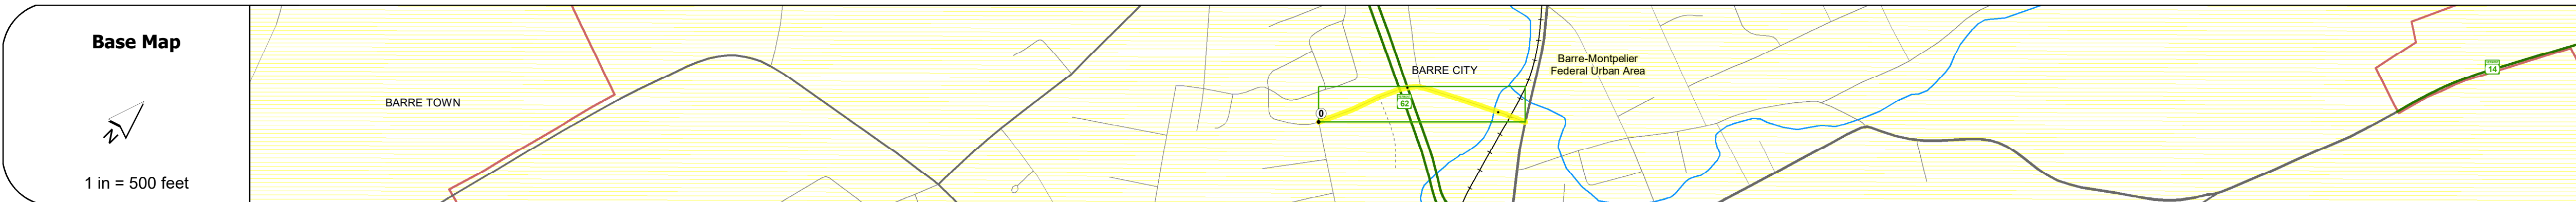 Base Map
N
1 in = 500 feet
BARRE TOWN
0
62
BARRE CITY
Barre-Montpelier
Federal Urban Area
14